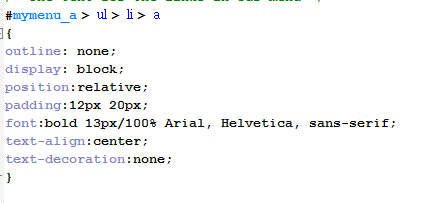 #mymenu_a > ul > li > a
{
outline: none;
display: block;
position:relative;
padding:12px 20px;
font:bold 13px/100% Arial, Helvetica, sans-serif;
text-align:center;
text-decoration:none;
}